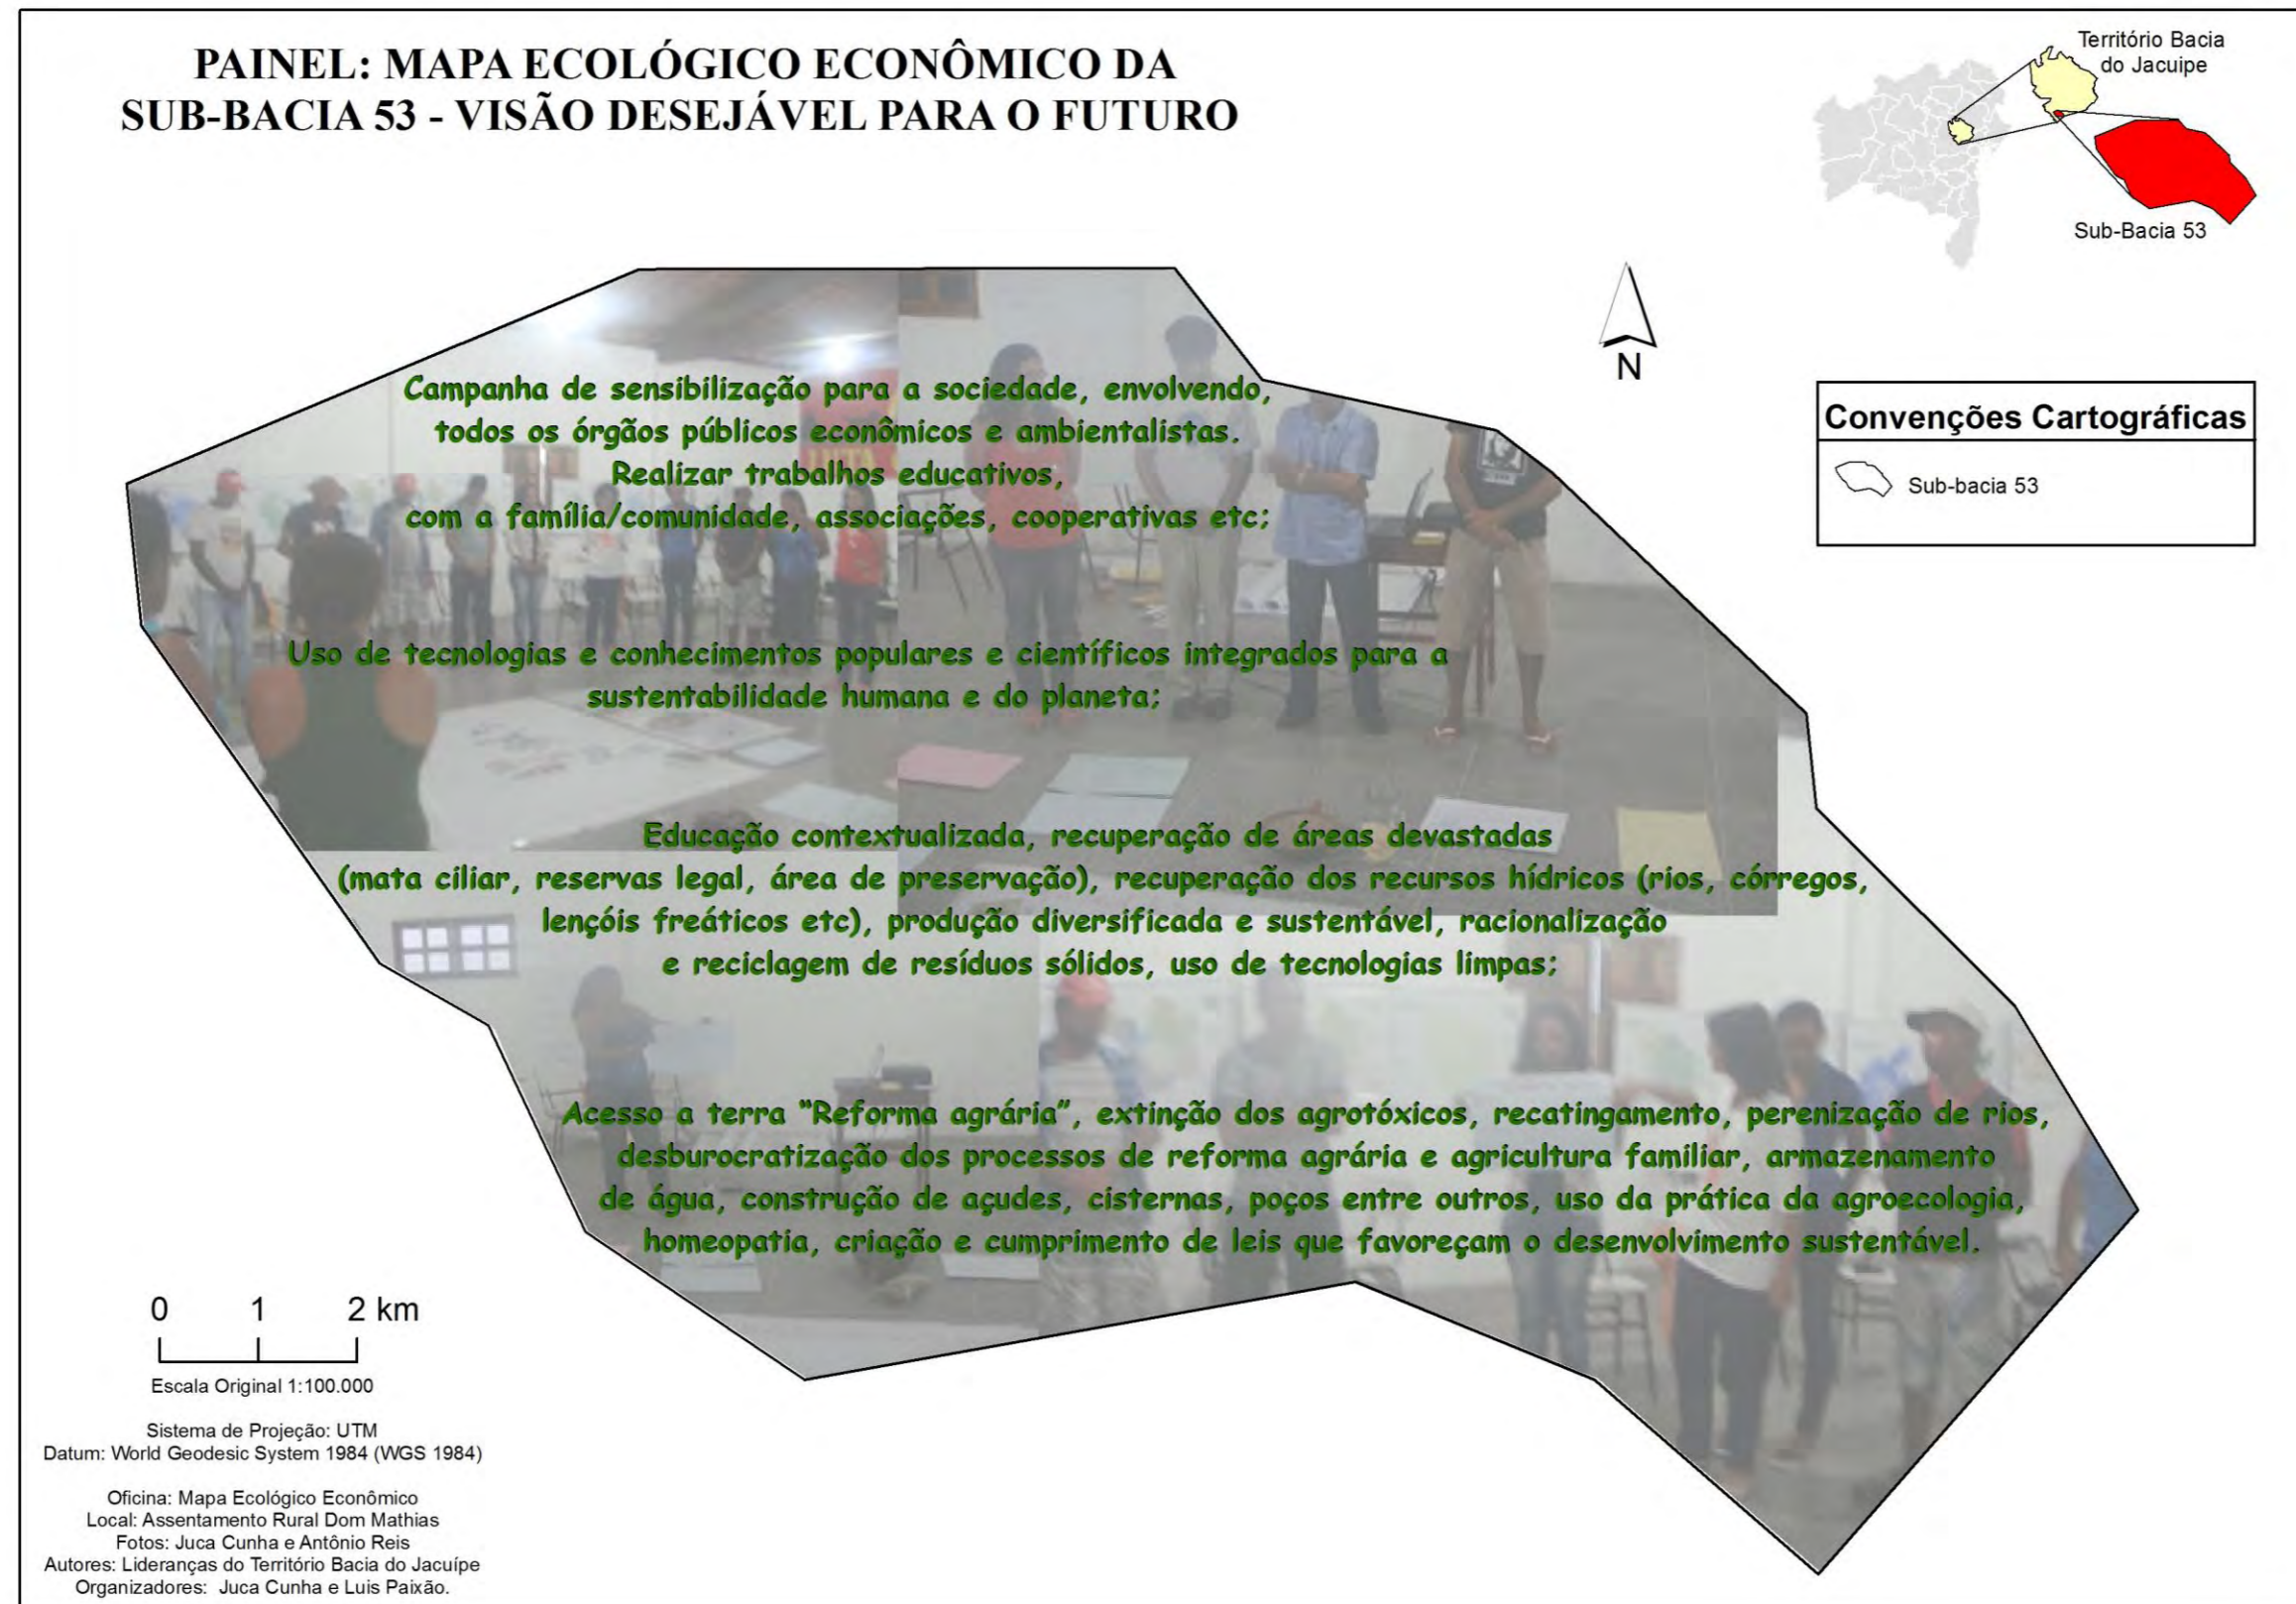 PAINEL: MAPA ECOLÓGICO ECONÔMICO DA
SUB-BACIA 53 - VISÃO DESEJÁVEL PARA O FUTURO
Território Bacia
do Jacuipe
Sub-Bacia 53
N
Convenções Cartográficas
Sub-bacia 53
Campanha de sensibilização para a sociedade, envolvendo,
todos os órgãos públicos econômicos e ambientalistas.
Realizar trabalhos educativos,
com a família/comunidade, associações, cooperativas etc;
Uso de tecnologias e conhecimentos populares e científicos integrados para a
sustentabilidade humana e do planeta;
Educação contextualizada, recuperação de áreas devastadas
(mata ciliar, reservas legal, área de preservação), recuperação dos recursos hídricos (rios, córregos,
lençóis freáticos etc), produção diversificada e sustentável, racionalização
e reciclagem de resíduos sólidos, uso de tecnologias limpas;
Acesso a terra "Reforma agrária", extinção dos agrotóxicos, recatingamento, perenização de rios,
desburocratização dos processos de reforma agrária e agricultura familiar, armazenamento
de água, construção de açudes, cisternas, poços entre outros, uso da prática da agroecologia,
homeopatia, criação e cumprimento de leis que favoreçam o desenvolvimento sustentável.
0 1 2 km
Escala Original 1:100.000
Sistema de Projeção: UTM
Datum: World Geodesic System 1984 (WGS 1984)
Oficina: Mapa Ecológico Econômico
Local: Assentamento Rural Dom Mathias
Fotos: Juca Cunha e Antônio Reis
Autores: Lideranças do Território Bacia do Jacuípe
Organizadores: Juca Cunha e Luis Paixão.